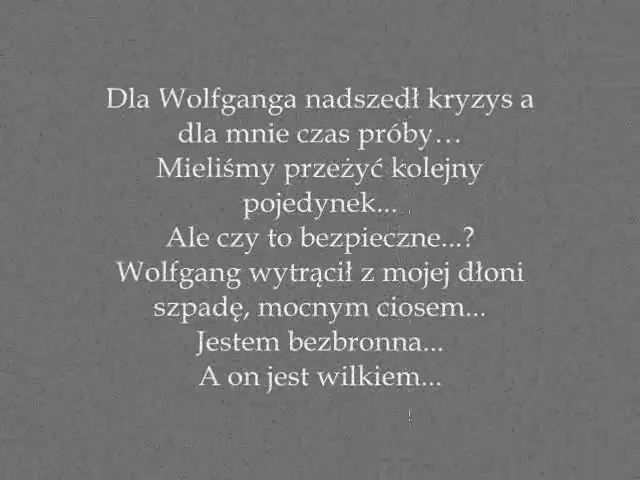 Dla Wolfganga nadszedł kryzys a
dla mnie czas próby…
Mieliśmy przeżyć kolejny
pojedynek...
Ale czy to bezpieczne...?
Wolfgang wytrącił z mojej dłoni
szpadę, mocnym ciosem...
Jestem bezbronna...
A on jest wilkiem...